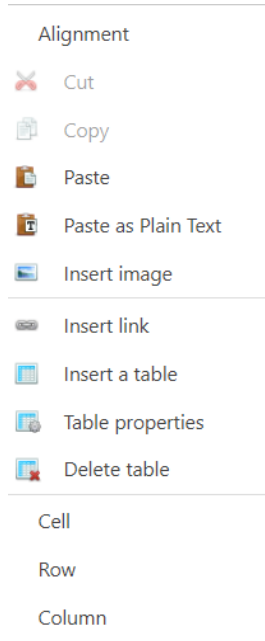 Alignment
Cut
Copy
Paste
Paste as Plain Text
Insert image
Insert link
Insert a table
Table properties
Delete table
Cell
Row
Column